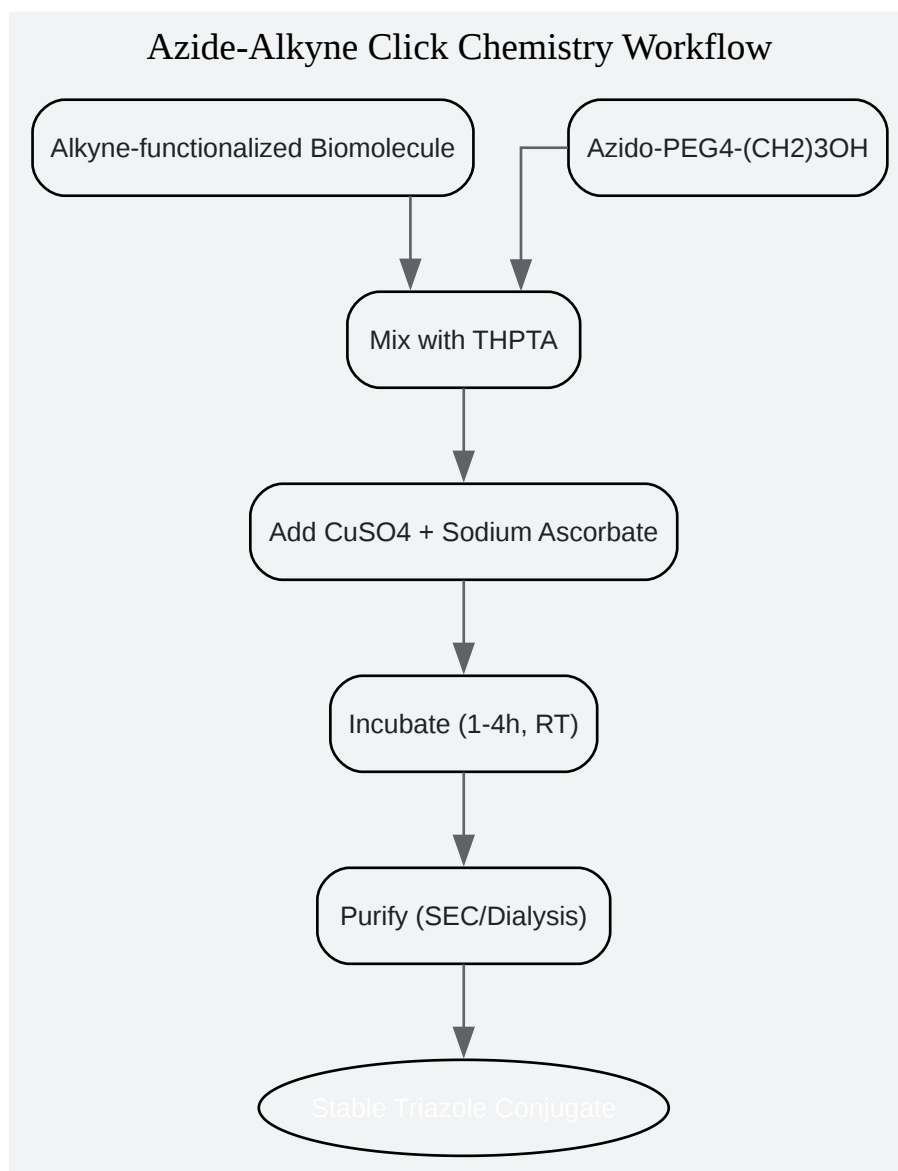 Azide-Alkyne Click Chemistry Workflow
Alkyne-functionalized Biomolecule
Azido-PEG4-(CH2)3OH
Mix with THPTA
Add CuSO4 + Sodium Ascorbate
Incubate (1-4h, RT)
Purify (SEC/Dialysis)
Stable Triazole Conjugate